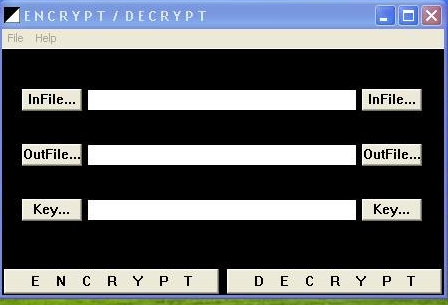 ENCRYPT / DECRYPT
File Help
InFile... InFile...
OutFile... OutFile...
Key... Key...
E N C R Y P T D E C R Y P T